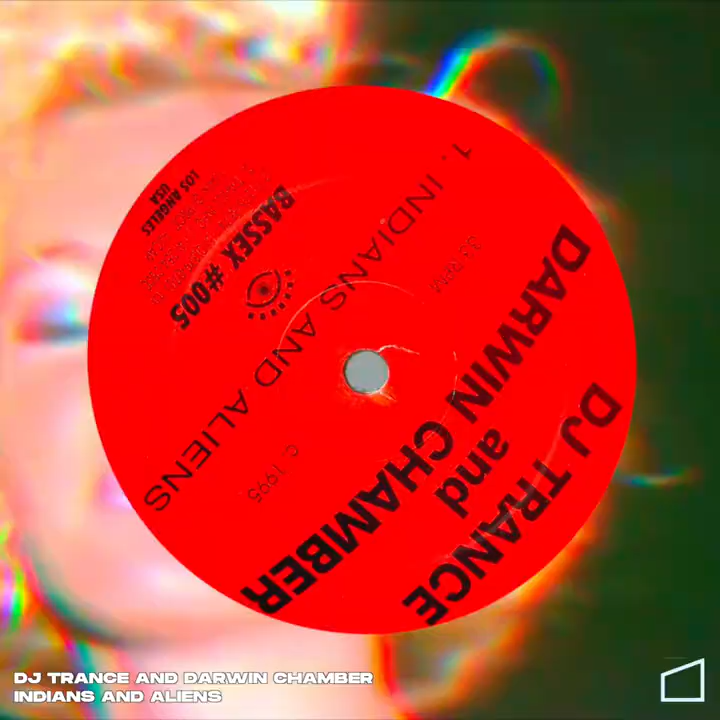 DJ TRANCE
and
DARWIN CHAMBER
33 RPM
© 1995
1. INDIANS AND ALIENS
BASSEX #005
LOS ANGELES
USA
DJ TRANCE AND DARWIN CHAMBER
INDIANS AND ALIENS